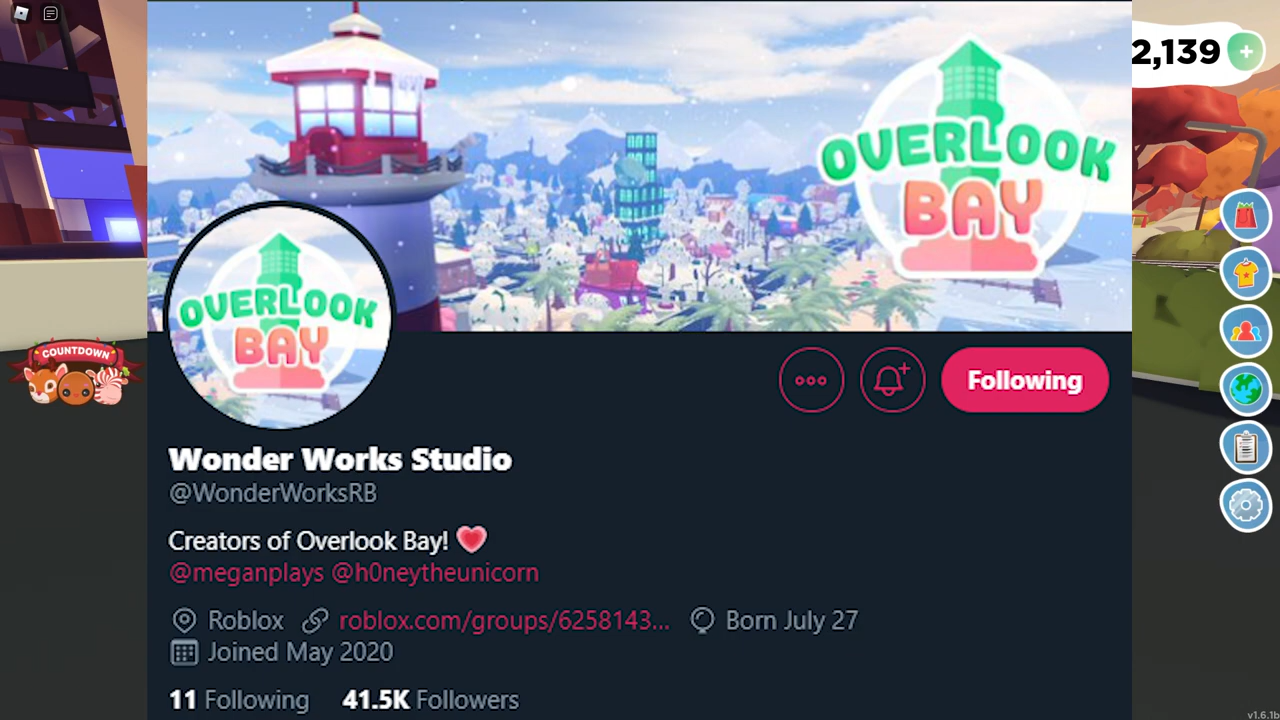 2,139
OVERLOOK
BAY
OVERLOOK
BAY
COUNTDOWN
Following
Wonder Works Studio
@WonderWorksRB
Creators of Overlook Bay!
@meganplays @h0neytheunicorn
Roblox roblox.com/groups/6258143... Born July 27
Joined May 2020
11 Following 41.5K Followers
v1.6.1b